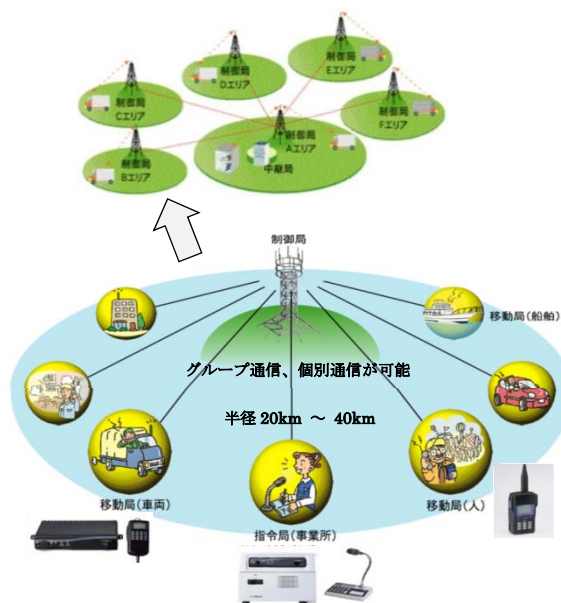 制御局
Eエリア
制御局
Dエリア
制御局
Cエリア
制御局
Fエリア
制御局
Aエリア
中継局
制御局
Bエリア
制御局
移動局(船舶)
グループ通信、個別通信が可能
半径 20km ～ 40km
移動局(車両)
移動局(人)
指令局(事業所)